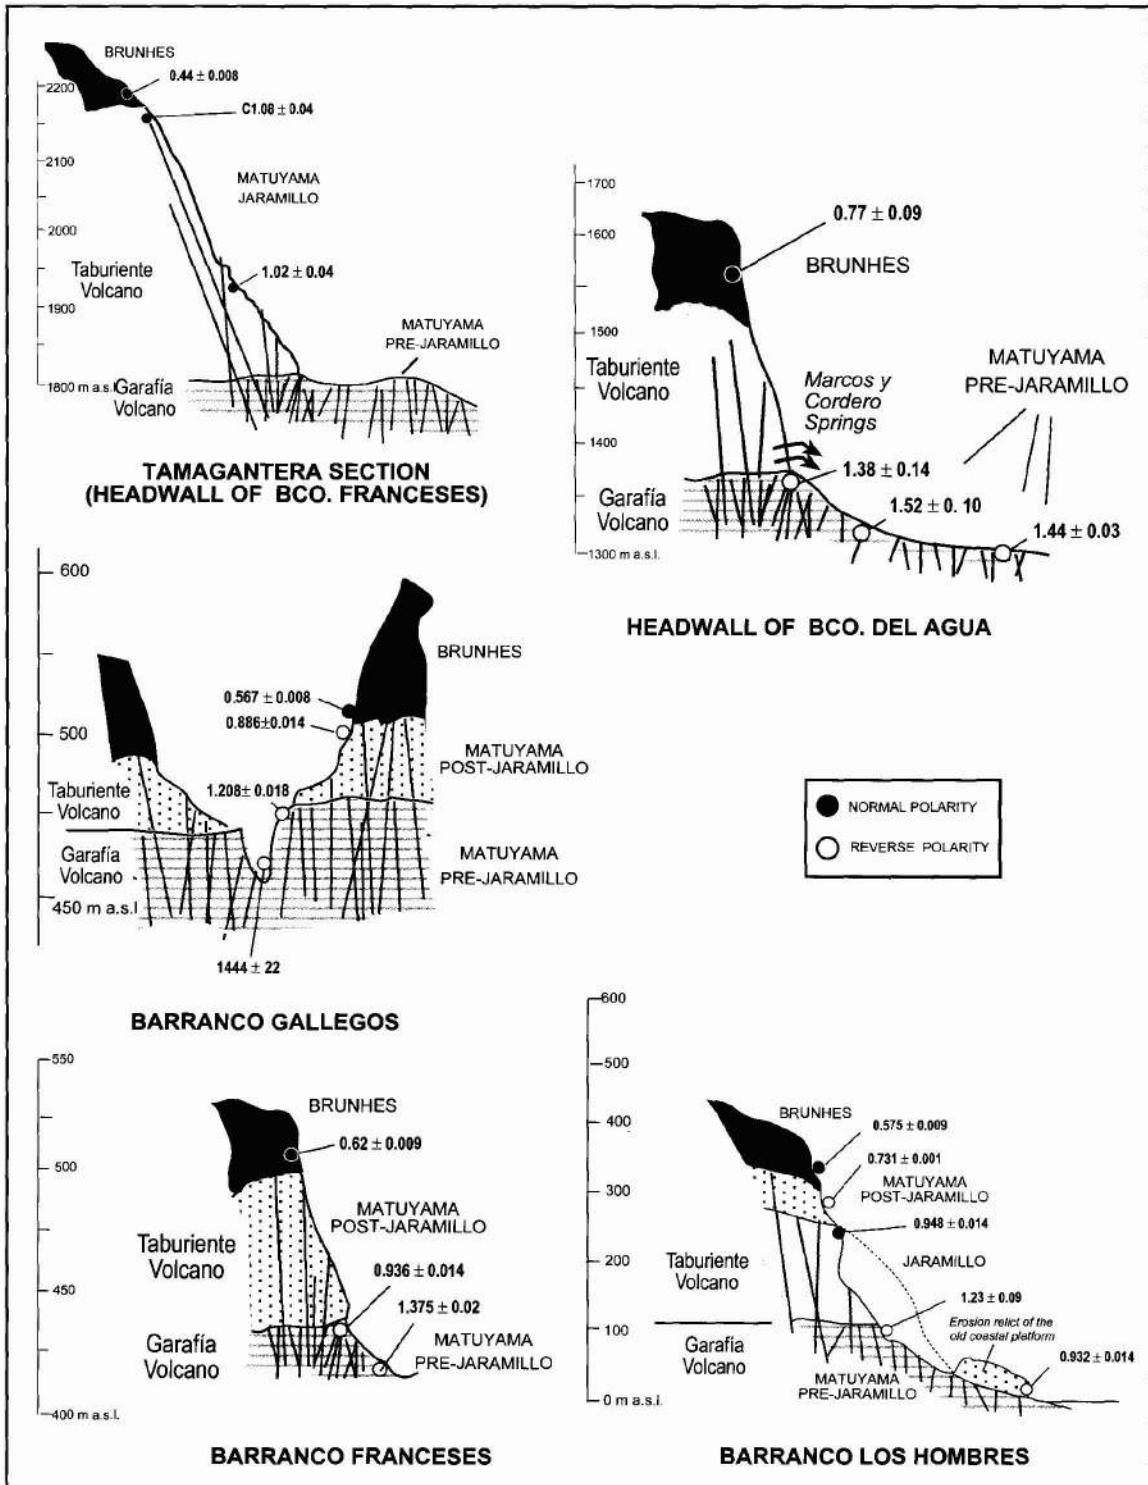 BRUNHES
0.44 ± 0.008
2200
C1.08 ± 0.04
2100
MATUYAMA
JARAMILLO
2000
Taburiente
Volcano
1.02 ± 0.04
1900
MATUYAMA
PRE-JARAMILLO
1800 m a.s.l
Garafía
Volcano
TAMAGANTERA SECTION
(HEADWALL OF BCO. FRANCESES)
1700
0.77 ± 0.09
1600
BRUNHES
1500
Taburiente
Volcano
MATUYAMA
PRE-JARAMILLO
Marcos y
Cordero
Springs
1400
1.38 ± 0.14
Garafía
Volcano
1.52 ± 0. 10
1.44 ± 0.03
1300 m a.s.l.
HEADWALL OF BCO. DEL AGUA
600
BRUNHES
0.567 ± 0.008
0.886±0.014
500
MATUYAMA
POST-JARAMILLO
1.208± 0.018
Taburiente
Volcano
Garafía
Volcano
MATUYAMA
PRE-JARAMILLO
450 m a.s.l
1444 ± 22
BARRANCO GALLEGOS
NORMAL POLARITY
REVERSE POLARITY
550
BRUNHES
0.62 ± 0.009
500
MATUYAMA
POST-JARAMILLO
Taburiente
Volcano
0.936 ± 0.014
450
1.375 ± 0.02
Garafía
Volcano
MATUYAMA
PRE-JARAMILLO
400 m a.s.l.
BARRANCO FRANCESES
600
500
400
BRUNHES
0.575 ± 0.009
0.731 ± 0.001
300
MATUYAMA
POST-JARAMILLO
0.948 ± 0.014
200
Taburiente
Volcano
JARAMILLO
1.23 ± 0.09
100
Erosion relict of the
old coastal platform
Garafía
Volcano
0.932 ± 0.014
MATUYAMA
PRE-JARAMILLO
0 m a.s.l.
BARRANCO LOS HOMBRES